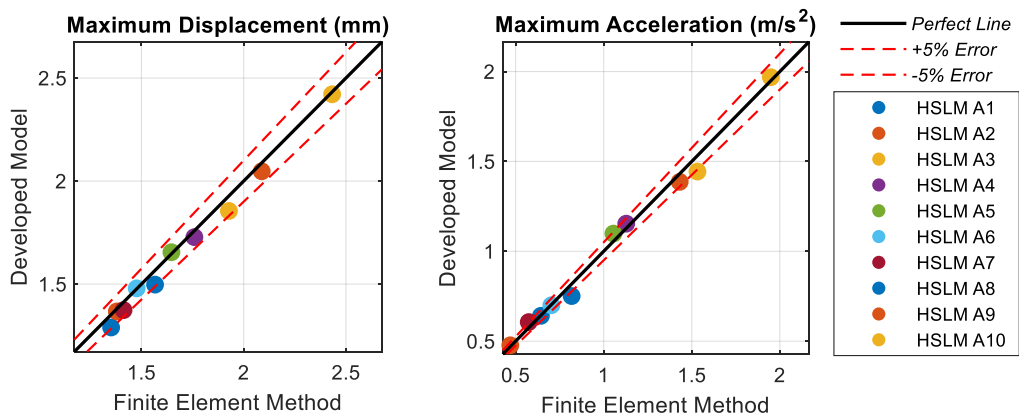 Maximum Displacement (mm)
Developed Model
2.5
2
1.5
1.5
2
2.5
Finite Element Method
Maximum Acceleration (m/s²)
Developed Model
2
1.5
1
0.5
0.5
1
1.5
2
Finite Element Method
Perfect Line
+5% Error
-5% Error
HSLM A1
HSLM A2
HSLM A3
HSLM A4
HSLM A5
HSLM A6
HSLM A7
HSLM A8
HSLM A9
HSLM A10